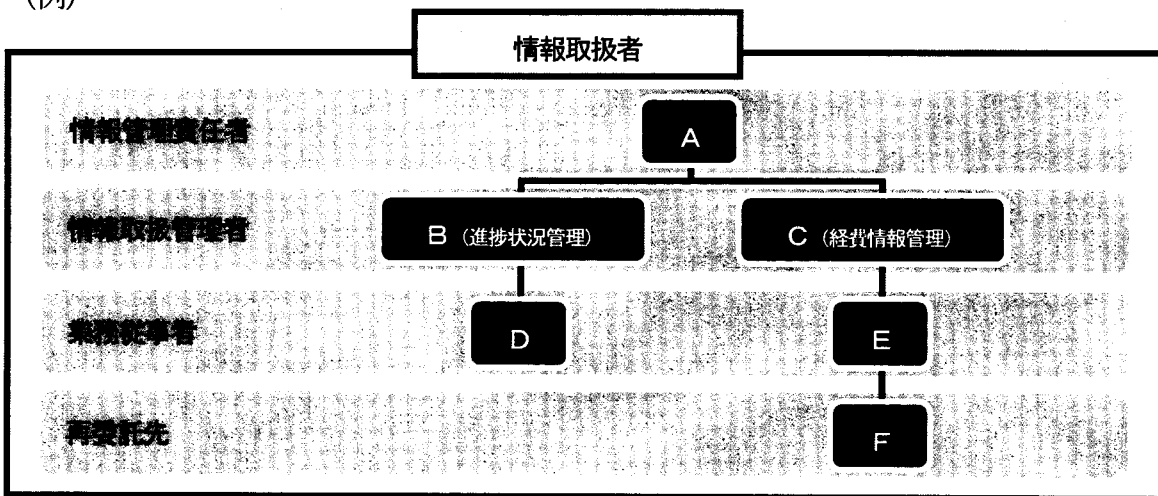 (例)
情報取扱者
情報管理責任者
A
情報取扱管理者
B (進捗状況管理)
C (経費情報管理)
業務従事者
D
E
再委託先
F